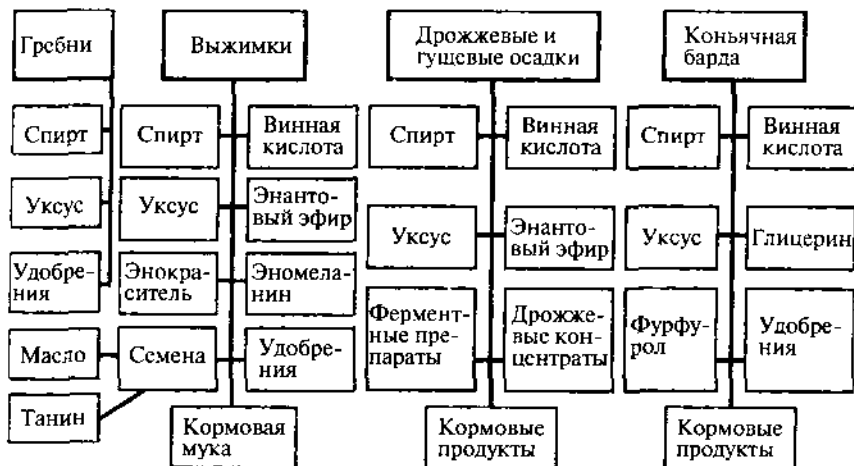 Гребни
Выжимки
Дрожжевые и
гущевые осадки
Коньячная
барда
Спирт
Спирт
Винная
кислота
Спирт
Винная
кислота
Спирт
Винная
кислота
Уксус
Уксус
Энанто-
вый эфир
Уксус
Энанто-
вый эфир
Уксус
Глицерин
Удобре-
ния
Энокра-
ситель
Эномела-
нин
Фермент-
ные пре-
параты
Дрожже-
вые кон-
центраты
Фурфу-
рол
Удобре-
ния
Масло
Семена
Удобре-
ния
Танин
Кормовая
мука
Кормовые
продукты
Кормовые
продукты